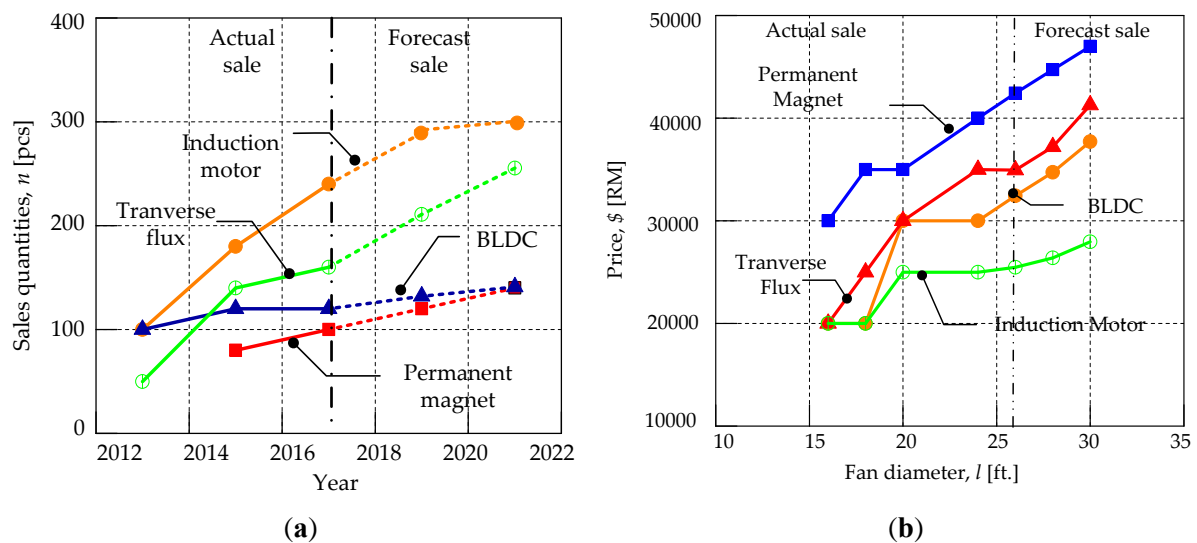 400
300
200
100
0
Sales quantities, n [pcs]
Actual
sale
Forecast
sale
Induction
motor
Tranverse
flux
BLDC
Permanent
magnet
2012
2014
2016
2018
2020
2022
Year
(a)
50000
40000
30000
20000
10000
Price, $ [RM]
Actual sale
Forecast sale
Permanent
Magnet
BLDC
Tranverse
Flux
Induction Motor
10
15
20
25
30
35
Fan diameter, l [ft.]
(b)